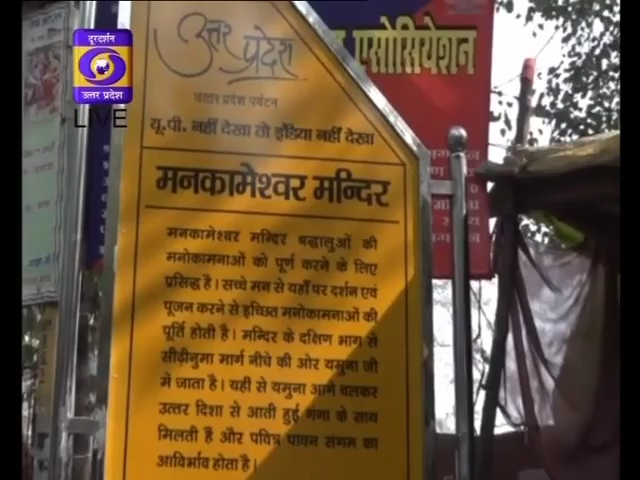 दूरदर्शन
उत्तर प्रदेश
LIVE
उत्तर प्रदेश
उत्तर प्रदेश पर्यटन
यू.पी. नहीं देखा तो इंडिया नहीं देखा
एसोसियेशन
मनकामेश्वर मन्दिर
मनकामेश्वर मन्दिर श्रद्धालुओं की
मनोकामनाओं को पूर्ण करने के लिए
प्रसिद्ध है। सच्चे मन से यहाँ पर दर्शन एवं
पूजन करने से इच्छित मनोकामनाओं की
पूर्ति होती है। मन्दिर के दक्षिण भाग से
सीढ़ीनुमा मार्ग नीचे की ओर यमुना जी
में जाता है। यही से यमुना आगे चलकर
उत्तर दिशा से आती हुई गंगा के साथ
मिलती है और पवित्र पावन संगम का
आविर्भाव होता है।